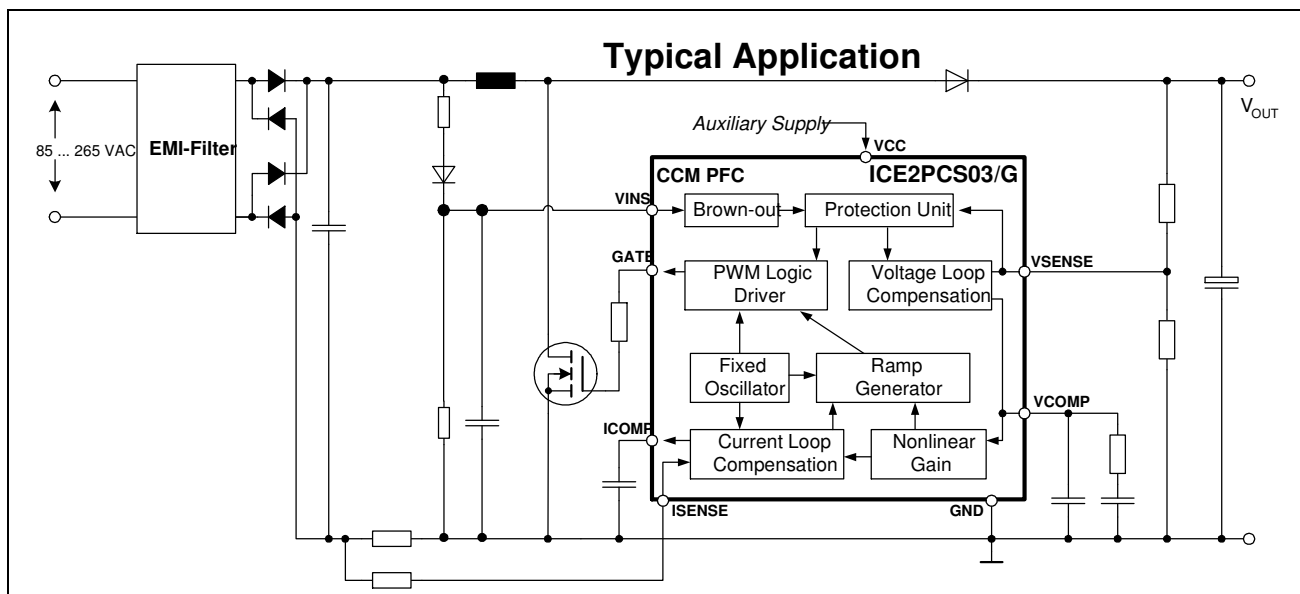 Typical Application
85 ... 265 VAC
EMI-Filter
Auxiliary Supply
VCC
V_OUT
CCM PFC
ICE2PCS03/G
VINS
Brown-out
Protection Unit
GATE
PWM Logic
Driver
Voltage Loop
Compensation
VSENSE
Fixed
Oscillator
Ramp
Generator
VCOMP
ICOMP
Current Loop
Compensation
Nonlinear
Gain
ISENSE
GND